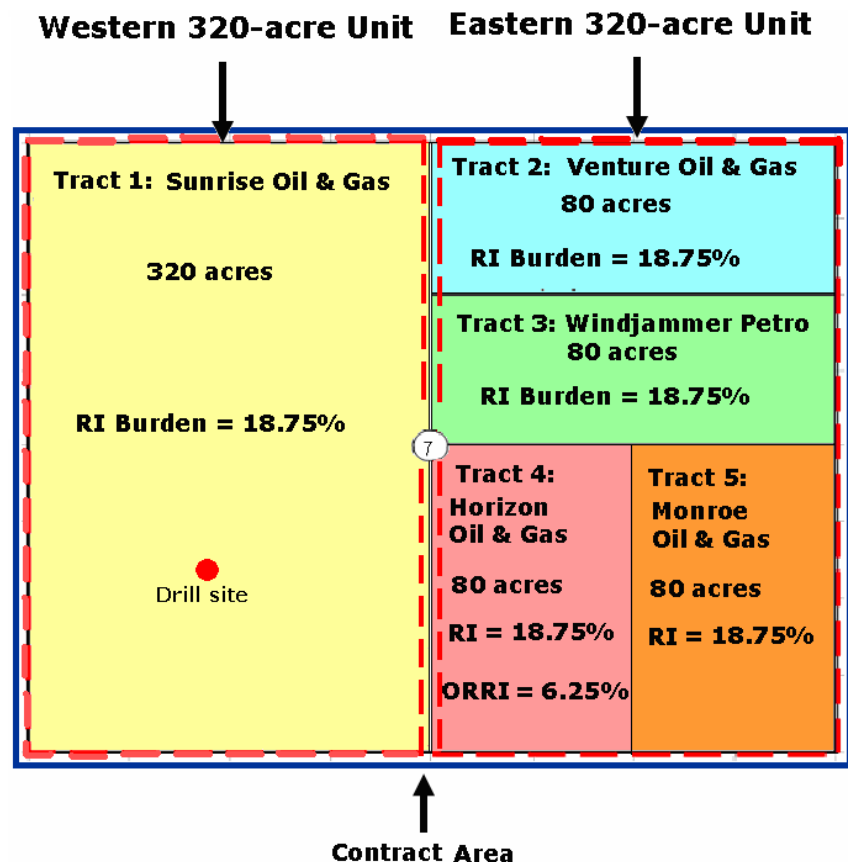 Western 320-acre Unit
Eastern 320-acre Unit
Tract 1: Sunrise Oil & Gas
320 acres
RI Burden = 18.75%
Drill site
Tract 2: Venture Oil & Gas
80 acres
RI Burden = 18.75%
Tract 3: Windjammer Petro
80 acres
RI Burden = 18.75%
7
Tract 4:
Horizon
Oil & Gas
80 acres
RI = 18.75%
ORRI = 6.25%
Tract 5:
Monroe
Oil & Gas
80 acres
RI = 18.75%
Contract Area